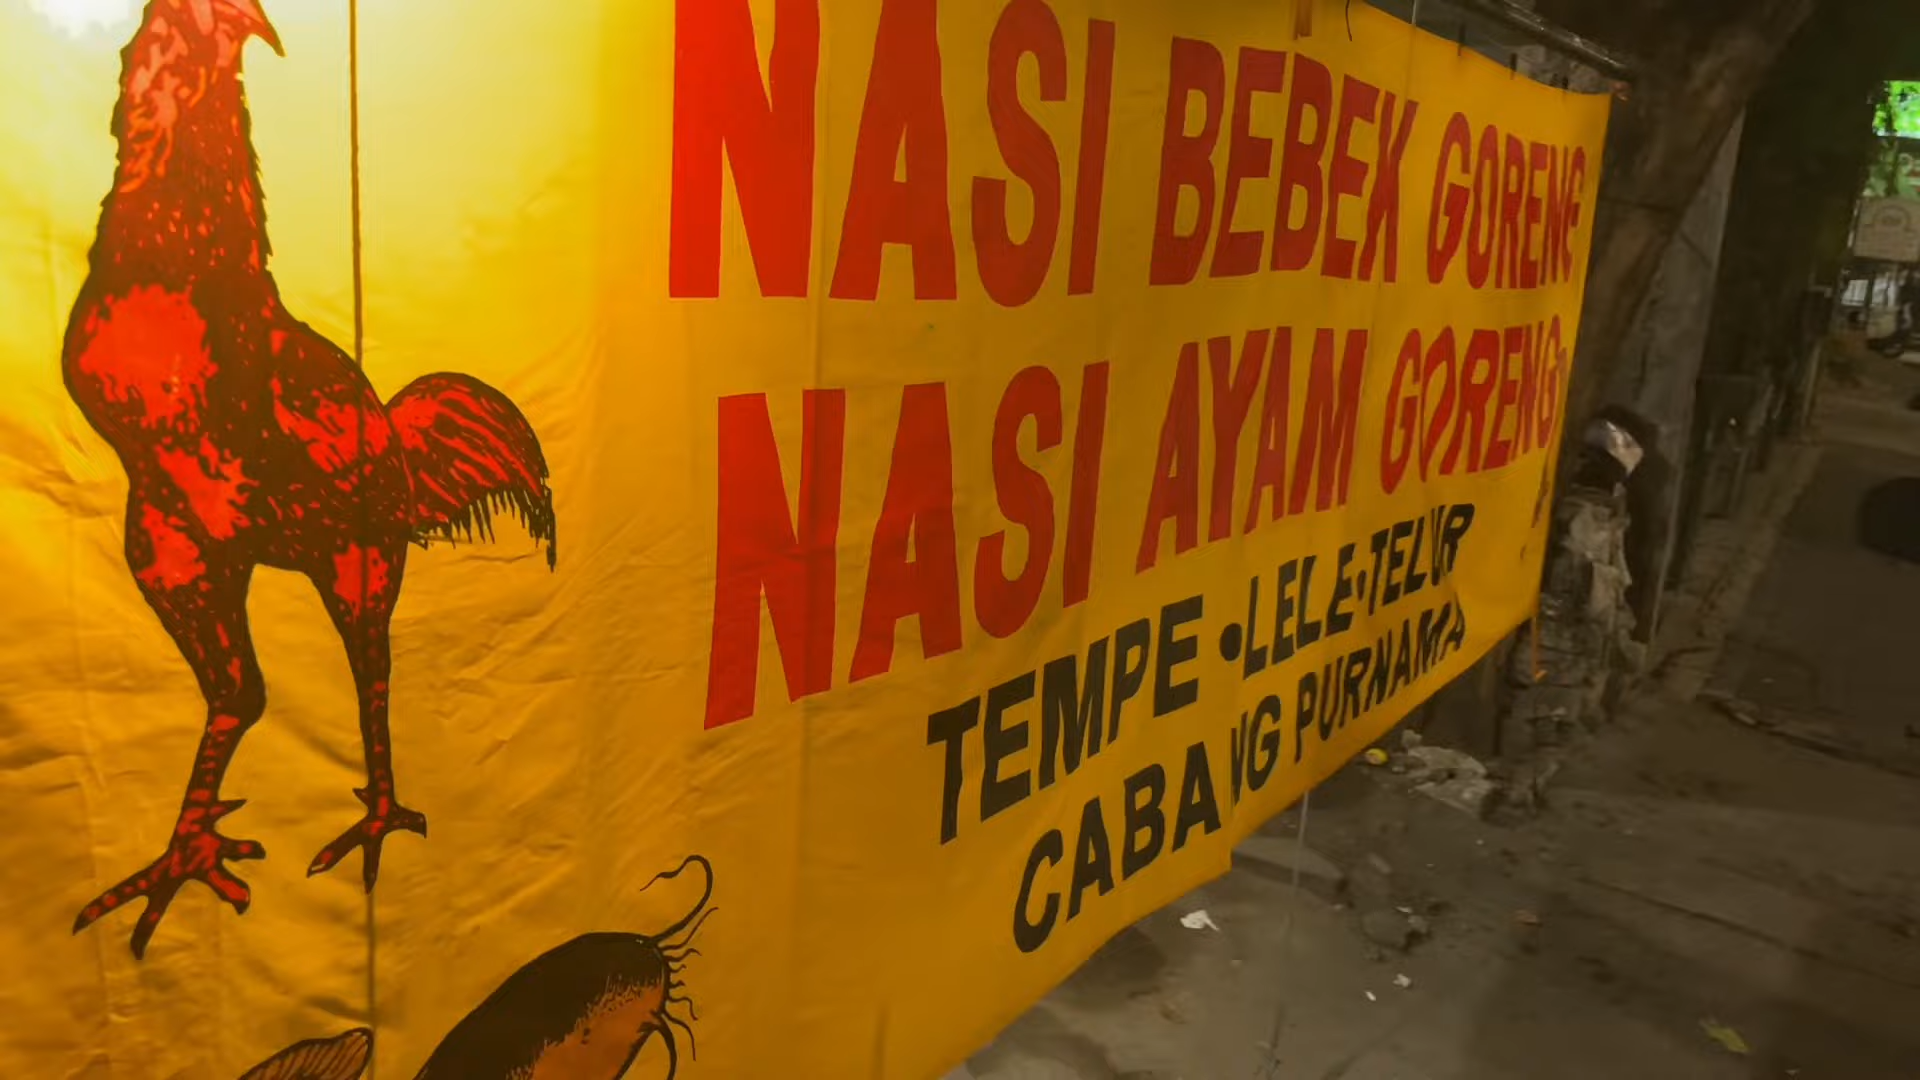 NASI BEBEK GORENG
NASI AYAM GORENG
TEMPE • LELE • TELUR
CABANG PURNAMA